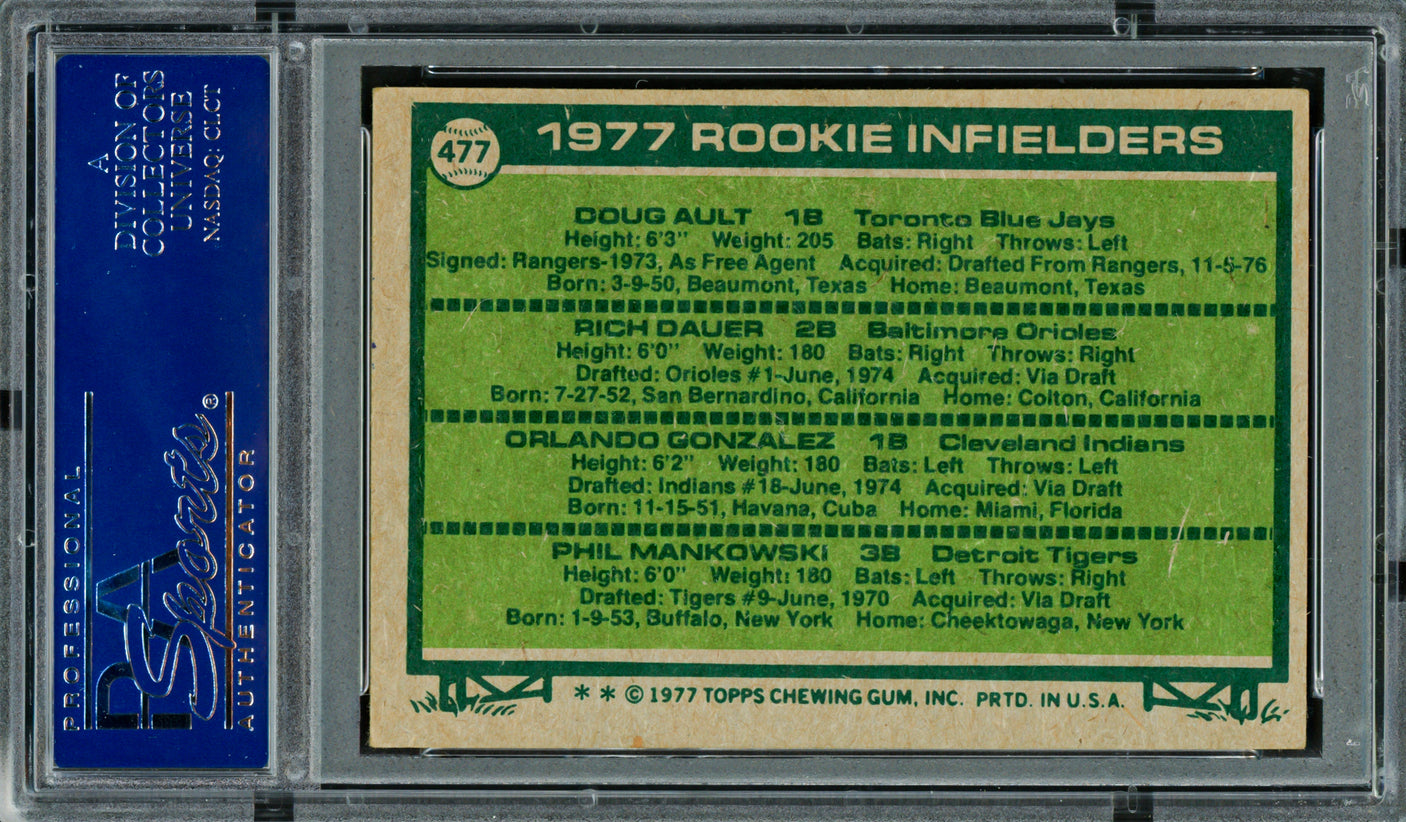 A
DIVISION OF
COLLECTORS
UNIVERSE
NASDAQ: CLCT
PROFESSIONAL
PSA
Sports®
AUTHENTICATOR
477
1977 ROOKIE INFIELDERS
DOUG AULT 1B Toronto Blue Jays
Height: 6'3" Weight: 205 Bats: Right Throws: Left
Signed: Rangers-1973, As Free Agent Acquired: Drafted From Rangers, 11-5-76
Born: 3-9-50, Beaumont, Texas Home: Beaumont, Texas
RICH DAUER 2B Baltimore Orioles
Height: 6'0" Weight: 180 Bats: Right Throws: Right
Drafted: Orioles #1-June, 1974 Acquired: Via Draft
Born: 7-27-52, San Bernardino, California Home: Colton, California
ORLANDO GONZALEZ 1B Cleveland Indians
Height: 6'2" Weight: 180 Bats: Left Throws: Left
Drafted: Indians #18-June, 1974 Acquired: Via Draft
Born: 11-15-51, Havana, Cuba Home: Miami, Florida
PHIL MANKOWSKI 3B Detroit Tigers
Height: 6'0" Weight: 180 Bats: Left Throws: Right
Drafted: Tigers #9-June, 1970 Acquired: Via Draft
Born: 1-9-53, Buffalo, New York Home: Cheektowaga, New York
* * © 1977 TOPPS CHEWING GUM, INC. PRTD. IN U.S.A.